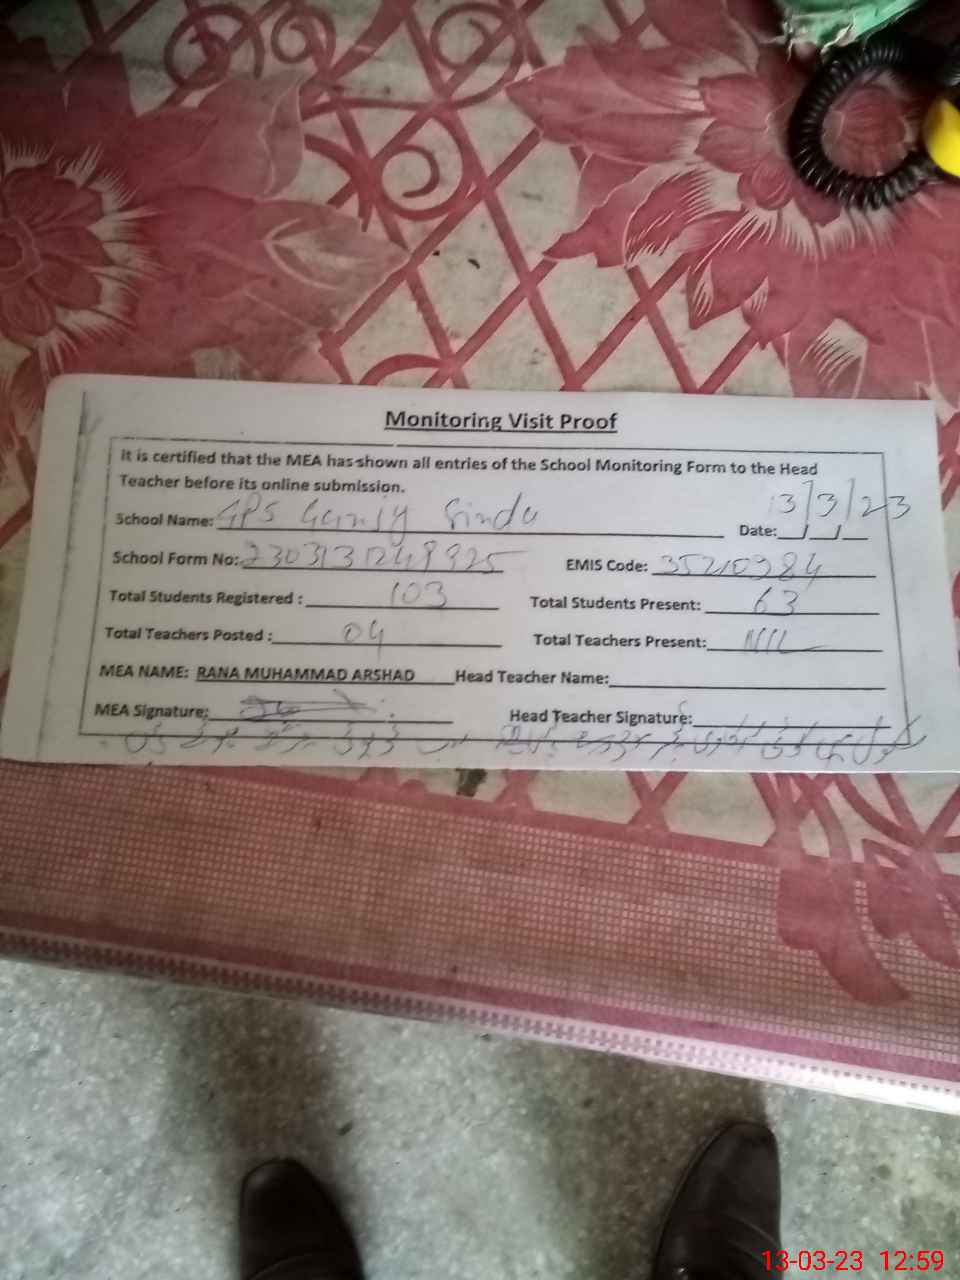 Monitoring Visit Proof
It is certified that the MEA has shown all entries of the School Monitoring Form to the Head
Teacher before its online submission.
School Name: GPS Date: 13/3/23
School Form No: EMIS Code: 35210384
Total Students Registered : 103 Total Students Present: 63
Total Teachers Posted : 04 Total Teachers Present: NIL
MEA NAME: RANA MUHAMMAD ARSHAD Head Teacher Name:
MEA Signature: Head Teacher Signature:
13-03-23 12:59